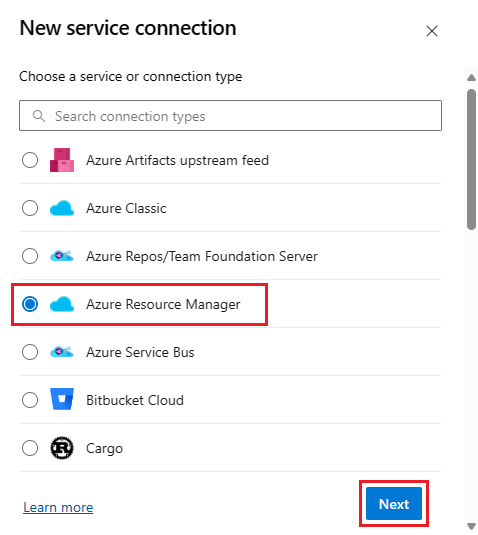 New service connection
Choose a service or connection type
Search connection types
Azure Artifacts upstream feed
Azure Classic
Azure Repos/Team Foundation Server
Azure Resource Manager
Azure Service Bus
Bitbucket Cloud
Cargo
Learn more
Next